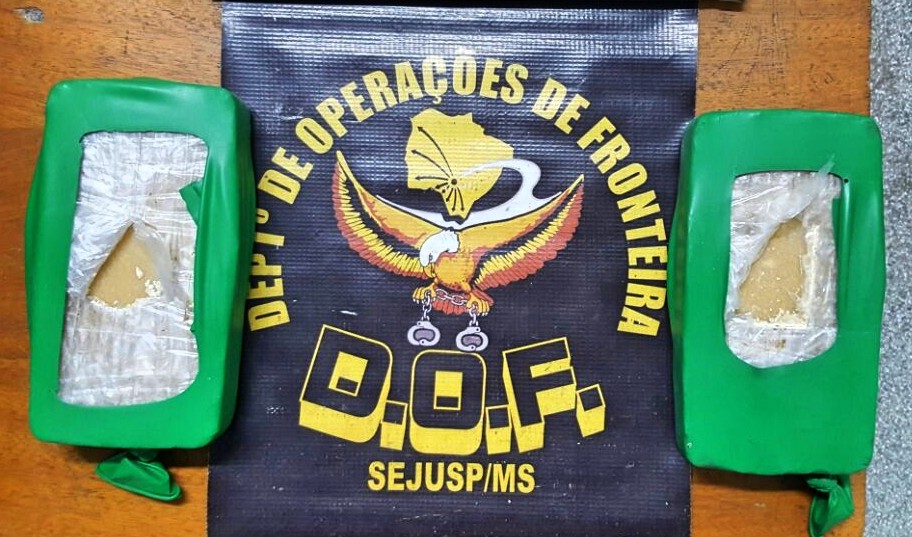 DEPTº DE OPERAÇÕES DE FRONTEIRA
D.O.F.
SEJUSP/MS